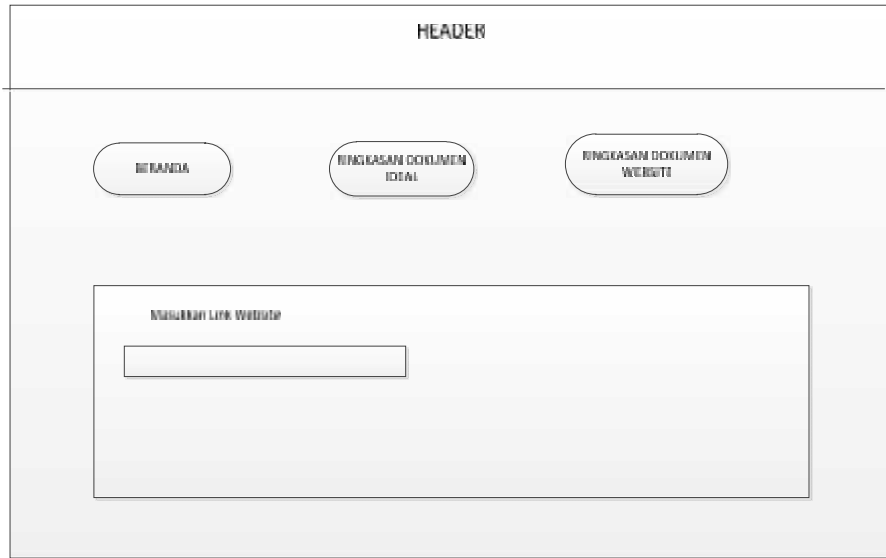 HEADER
BERANDA
RINGKASAN DOKUMEN
IDEAL
RINGKASAN DOKUMEN
WEBSITE
Masukkan Link Website